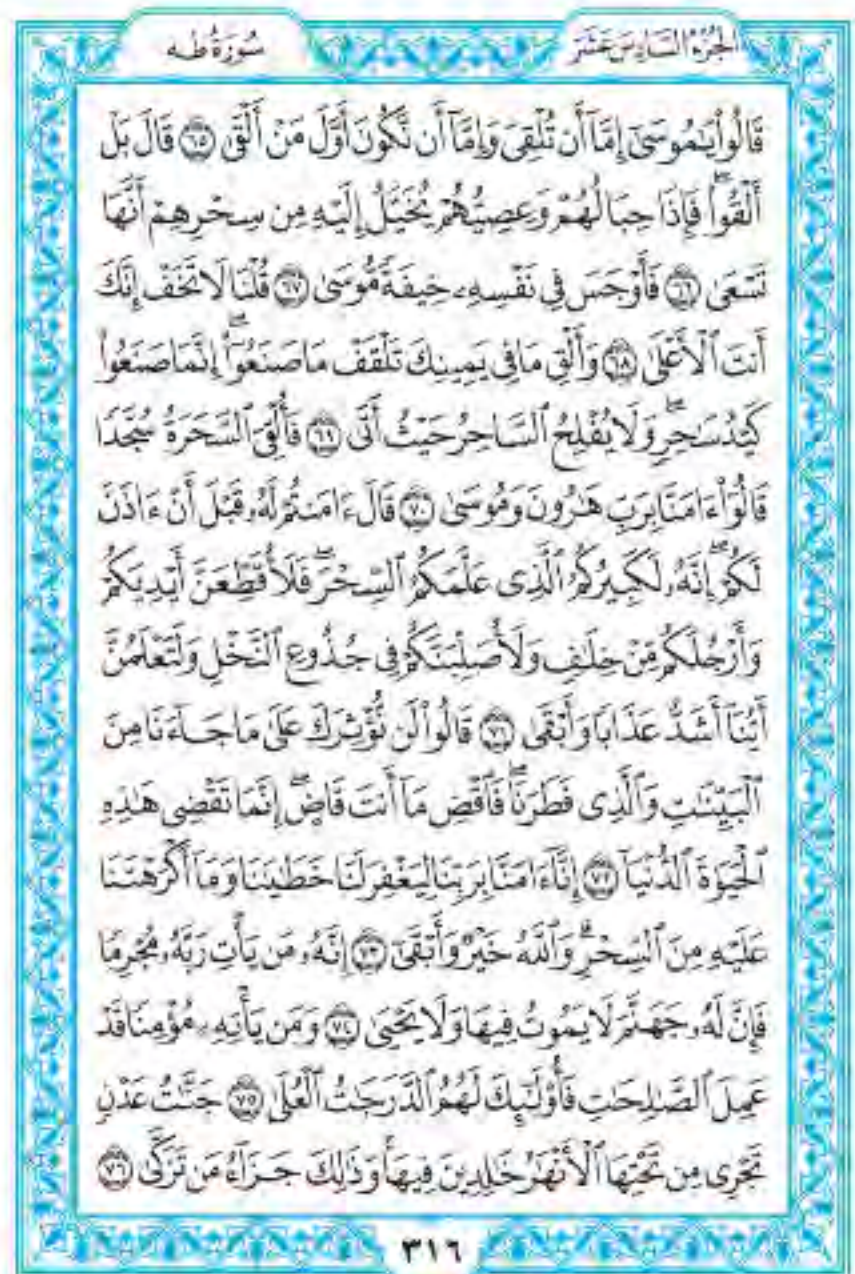 الجزء السادس عشر
سورة طه
قَالُوا۟ يَـٰمُوسَىٰٓ إِمَّآ أَن تُلْقِىَ وَإِمَّآ أَن نَّكُونَ أَوَّلَ مَنْ أَلْقَىٰ ٦٥ قَالَ بَلْ
أَلْقُوا۟ ۖ فَإِذَا حِبَالُهُمْ وَعِصِيُّهُمْ يُخَيَّلُ إِلَيْهِ مِن سِحْرِهِمْ أَنَّهَا
تَسْعَىٰ ٦٦ فَأَوْجَسَ فِى نَفْسِهِۦ خِيفَةً مُّوسَىٰ ٦٧ قُلْنَا لَا تَخَفْ إِنَّكَ
أَنتَ ٱلْأَعْلَىٰ ٦٨ وَأَلْقِ مَا فِى يَمِينِكَ تَلْقَفْ مَا صَنَعُوٓا۟ ۖ إِنَّمَا صَنَعُوا۟
كَيْدُ سَـٰحِرٍ ۖ وَلَا يُفْلِحُ ٱلسَّاحِرُ حَيْثُ أَتَىٰ ٦٩ فَأُلْقِىَ ٱلسَّحَرَةُ سُجَّدًا
قَالُوٓا۟ ءَامَنَّا بِرَبِّ هَـٰرُونَ وَمُوسَىٰ ٧٠ قَالَ ءَامَنتُمْ لَهُۥ قَبْلَ أَنْ ءَاذَنَ
لَكُمْ ۖ إِنَّهُۥ لَكَبِيرُكُمُ ٱلَّذِى عَلَّمَكُمُ ٱلسِّحْرَ ۖ فَلَأُقَطِّعَنَّ أَيْدِيَكُمْ
وَأَرْجُلَكُم مِّنْ خِلَـٰفٍ وَلَأُصَلِّبَنَّكُمْ فِى جُذُوعِ ٱلنَّخْلِ وَلَتَعْلَمُنَّ
أَيُّنَآ أَشَدُّ عَذَابًا وَأَبْقَىٰ ٧١ قَالُوا۟ لَن نُّؤْثِرَكَ عَلَىٰ مَا جَآءَنَا مِنَ
ٱلْبَيِّنَـٰتِ وَٱلَّذِى فَطَرَنَا ۖ فَٱقْضِ مَآ أَنتَ قَاضٍ ۖ إِنَّمَا تَقْضِى هَـٰذِهِ
ٱلْحَيَوٰةَ ٱلدُّنْيَآ ٧٢ إِنَّآ ءَامَنَّا بِرَبِّنَا لِيَغْفِرَ لَنَا خَطَـٰيَـٰنَا وَمَآ أَكْرَهْتَنَا
عَلَيْهِ مِنَ ٱلسِّحْرِ ۗ وَٱللَّهُ خَيْرٌ وَأَبْقَىٰٓ ٧٣ إِنَّهُۥ مَن يَأْتِ رَبَّهُۥ مُجْرِمًا
فَإِنَّ لَهُۥ جَهَنَّمَ لَا يَمُوتُ فِيهَا وَلَا يَحْيَىٰ ٧٤ وَمَن يَأْتِهِۦ مُؤْمِنًا قَدْ
عَمِلَ ٱلصَّـٰلِحَـٰتِ فَأُو۟لَـٰٓئِكَ لَهُمُ ٱلدَّرَجَـٰتُ ٱلْعُلَىٰ ٧٥ جَنَّـٰتُ عَدْنٍ
تَجْرِى مِن تَحْتِهَا ٱلْأَنْهَـٰرُ خَـٰلِدِينَ فِيهَا ۚ وَذَٰلِكَ جَزَآءُ مَن تَزَكَّىٰ ٧٦
٣١٦